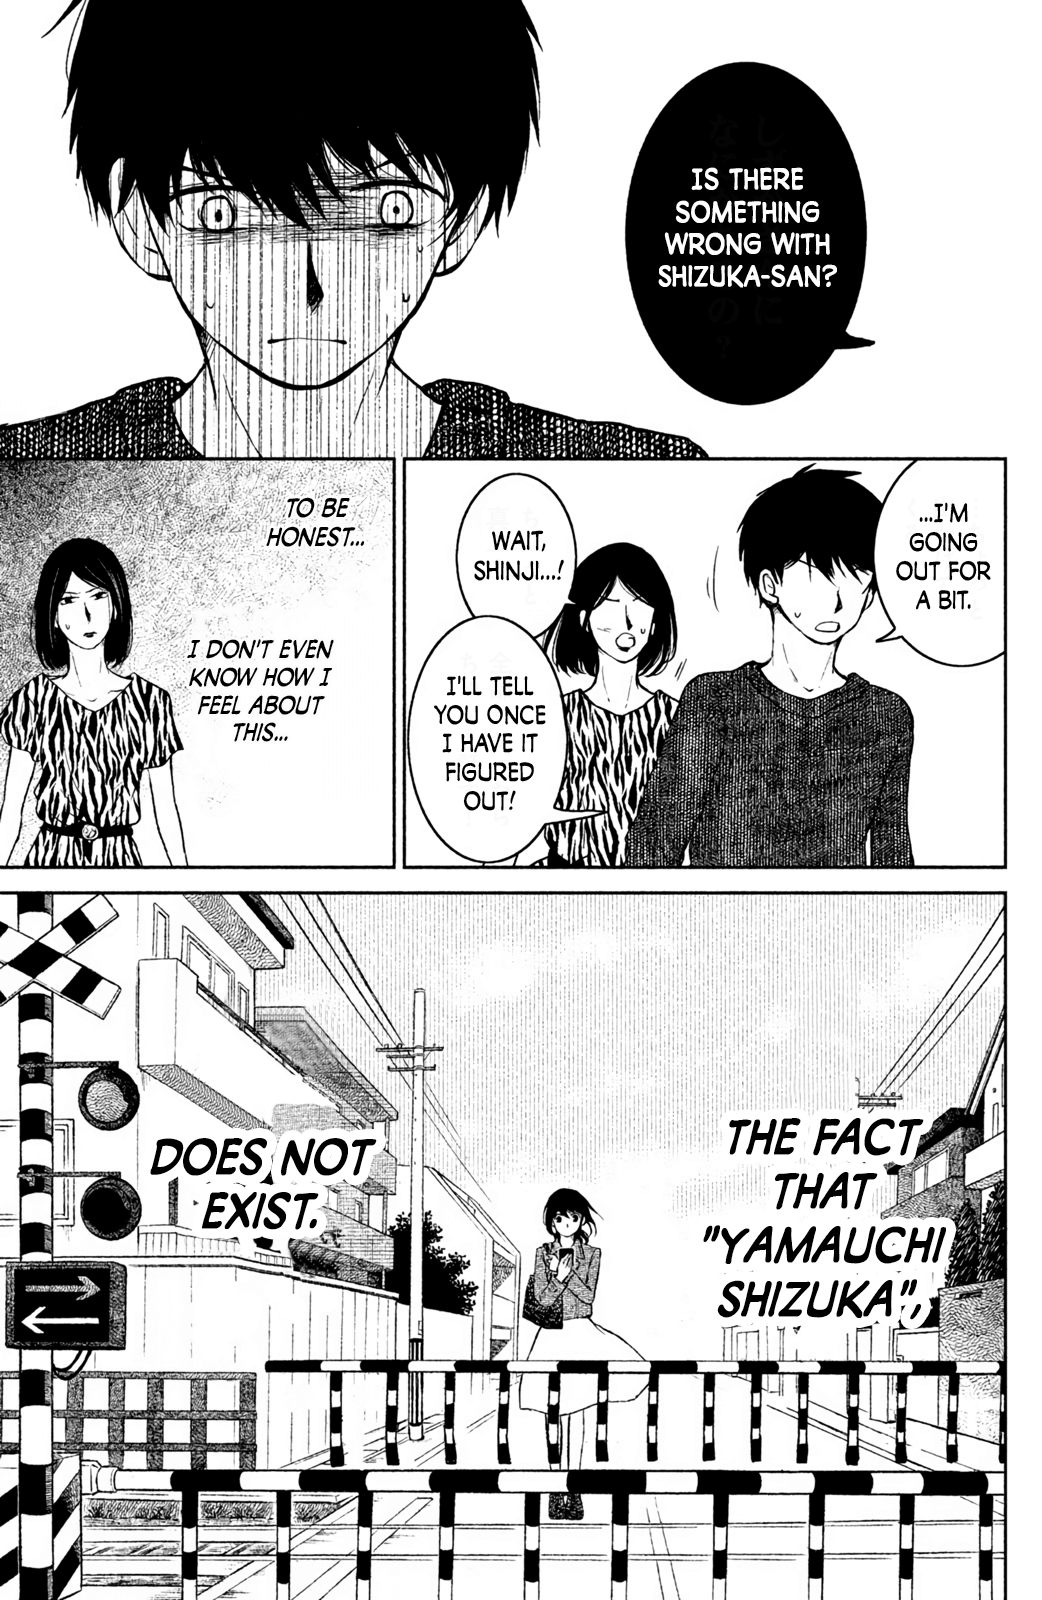 IS THERE
SOMETHING
WRONG WITH
SHIZUKA-SAN?
...I'M
GOING
OUT FOR
A BIT.
WAIT,
SHINJI...!
I'LL TELL
YOU ONCE
I HAVE IT
FIGURED
OUT!
TO BE
HONEST...
I DON'T EVEN
KNOW HOW I
FEEL ABOUT
THIS...
THE FACT
THAT
"YAMAUCHI
SHIZUKA",
DOES NOT
EXIST.